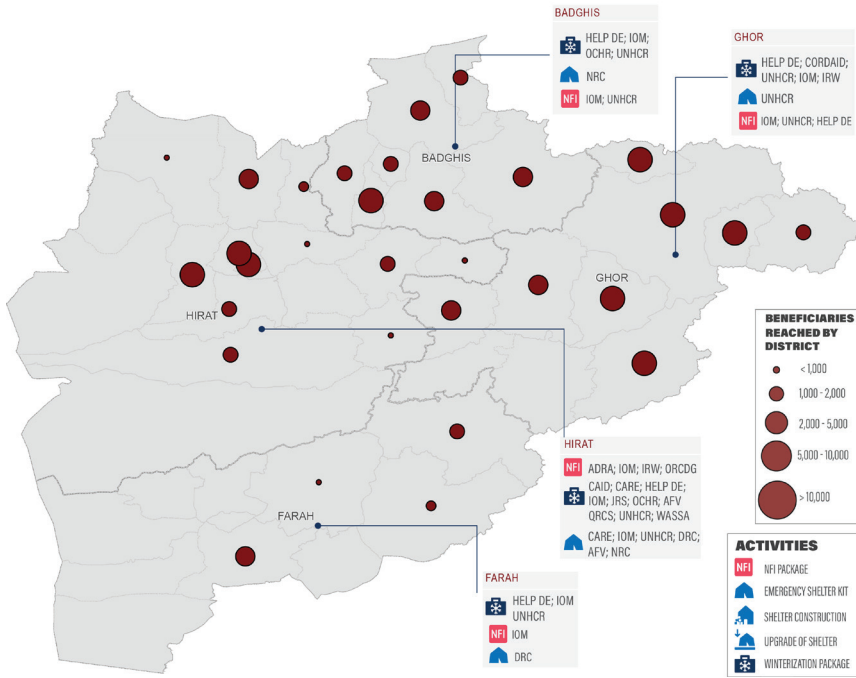 BADGHIS
HELP DE; IOM;
OCHR; UNHCR
NRC
NFI IOM; UNHCR
GHOR
HELP DE; CORDAID;
UNHCR; IOM; IRW
UNHCR
NFI IOM; UNHCR; HELP DE
BADGHIS
GHOR
HIRAT
FARAH
HIRAT
NFI ADRA; IOM; IRW; ORCDG
CAID; CARE; HELP DE;
IOM; JRS; OCHR; AFV
QRCS; UNHCR; WASSA
CARE; IOM; UNHCR; DRC;
AFV; NRC
FARAH
HELP DE; IOM
UNHCR
NFI IOM
DRC
BENEFICIARIES
REACHED BY
DISTRICT
<1,000
1,000 - 2,000
2,000 - 5,000
5,000 - 10,000
>10,000
ACTIVITIES
NFI NFI PACKAGE
EMERGENCY SHELTER KIT
SHELTER CONSTRUCTION
UPGRADE OF SHELTER
WINTERIZATION PACKAGE